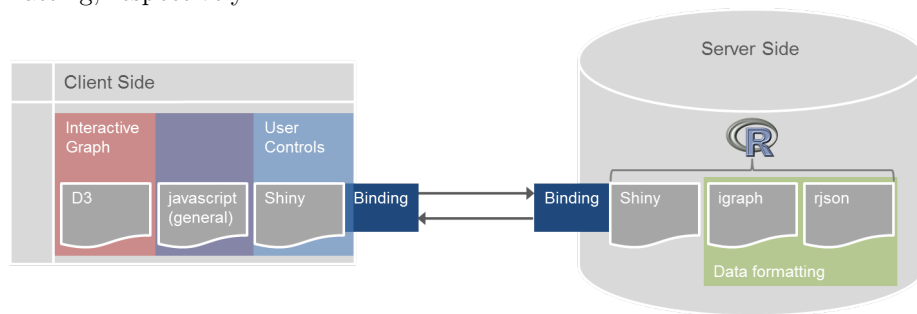 Server Side
Client Side
Interactive
Graph
User
Controls
R
D3
javascript
(general)
Shiny
Binding
Binding
Shiny
igraph
rjson
Data formatting